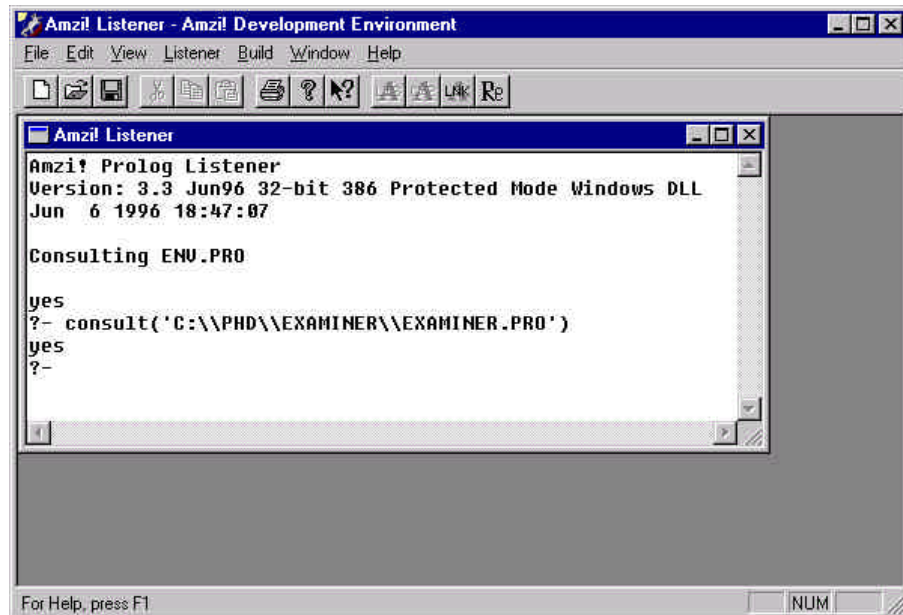 Amzi! Listener - Amzi! Development Environment
File Edit View Listener Build Window Help
LNK Re
Amzi! Listener
Amzi! Prolog Listener
Version: 3.3 Jun96 32-bit 386 Protected Mode Windows DLL
Jun  6 1996 18:47:07
Consulting ENV.PRO
yes
?- consult('C:\\PHD\\EXAMINER\\EXAMINER.PRO')
yes
?-
For Help, press F1
NUM